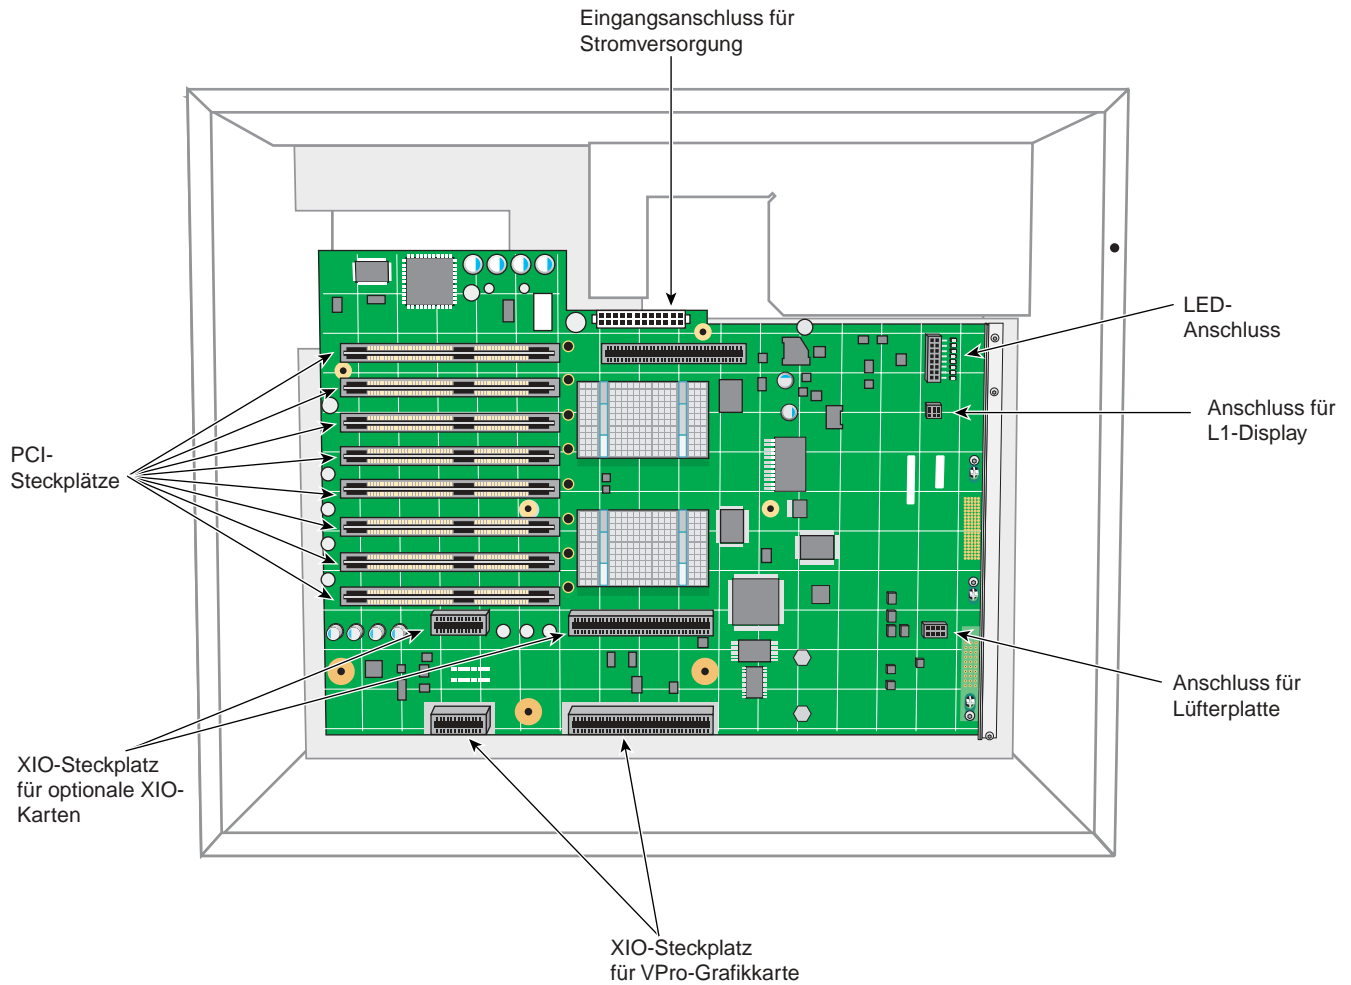 Eingangsanschluss für
Stromversorgung
LED-
Anschluss
Anschluss für
L1-Display
PCI-
Steckplätze
Anschluss für
Lüfterplatte
XIO-Steckplatz
für optionale XIO-
Karten
XIO-Steckplatz
für VPro-Grafikkarte